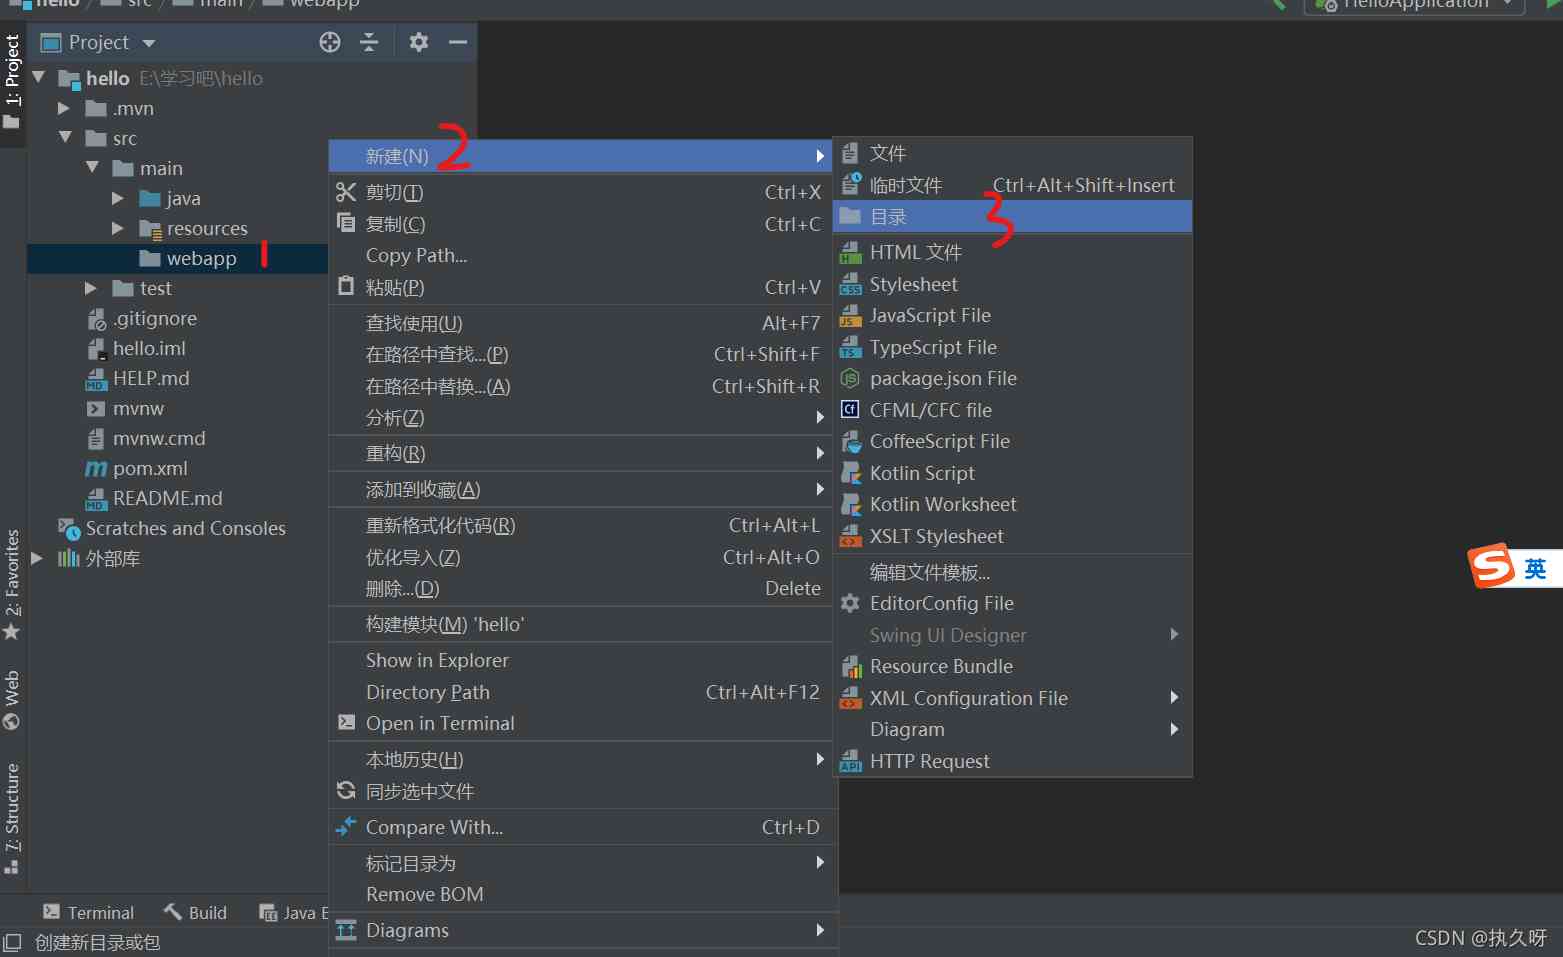 hello src main webapp
HelloApplication
1: Project
Project
hello E:\学习吧\hello
.mvn
src
main
java
resources
webapp 1
test
.gitignore
hello.iml
HELP.md
mvnw
mvnw.cmd
pom.xml
README.md
Scratches and Consoles
外部库
2: Favorites
Web
7: Structure
新建(N) 2
剪切(T) Ctrl+X
复制(C) Ctrl+C
Copy Path...
粘贴(P) Ctrl+V
查找使用(U) Alt+F7
在路径中查找...(P) Ctrl+Shift+F
在路径中替换...(A) Ctrl+Shift+R
分析(Z)
重构(R)
添加到收藏(A)
重新格式化代码(R) Ctrl+Alt+L
优化导入(Z) Ctrl+Alt+O
删除...(D) Delete
构建模块(M) 'hello'
Show in Explorer
Directory Path Ctrl+Alt+F12
Open in Terminal
本地历史(H)
同步选中文件
Compare With... Ctrl+D
标记目录为
Remove BOM
Diagrams
文件
临时文件 Ctrl+Alt+Shift+Insert
目录 3
HTML 文件
Stylesheet
JavaScript File
TypeScript File
package.json File
CFML/CFC file
CoffeeScript File
Kotlin Script
Kotlin Worksheet
XSLT Stylesheet
编辑文件模板...
EditorConfig File
Swing UI Designer
Resource Bundle
XML Configuration File
Diagram
HTTP Request
英
Terminal Build Java E
创建新目录或包
CSDN @执久呀